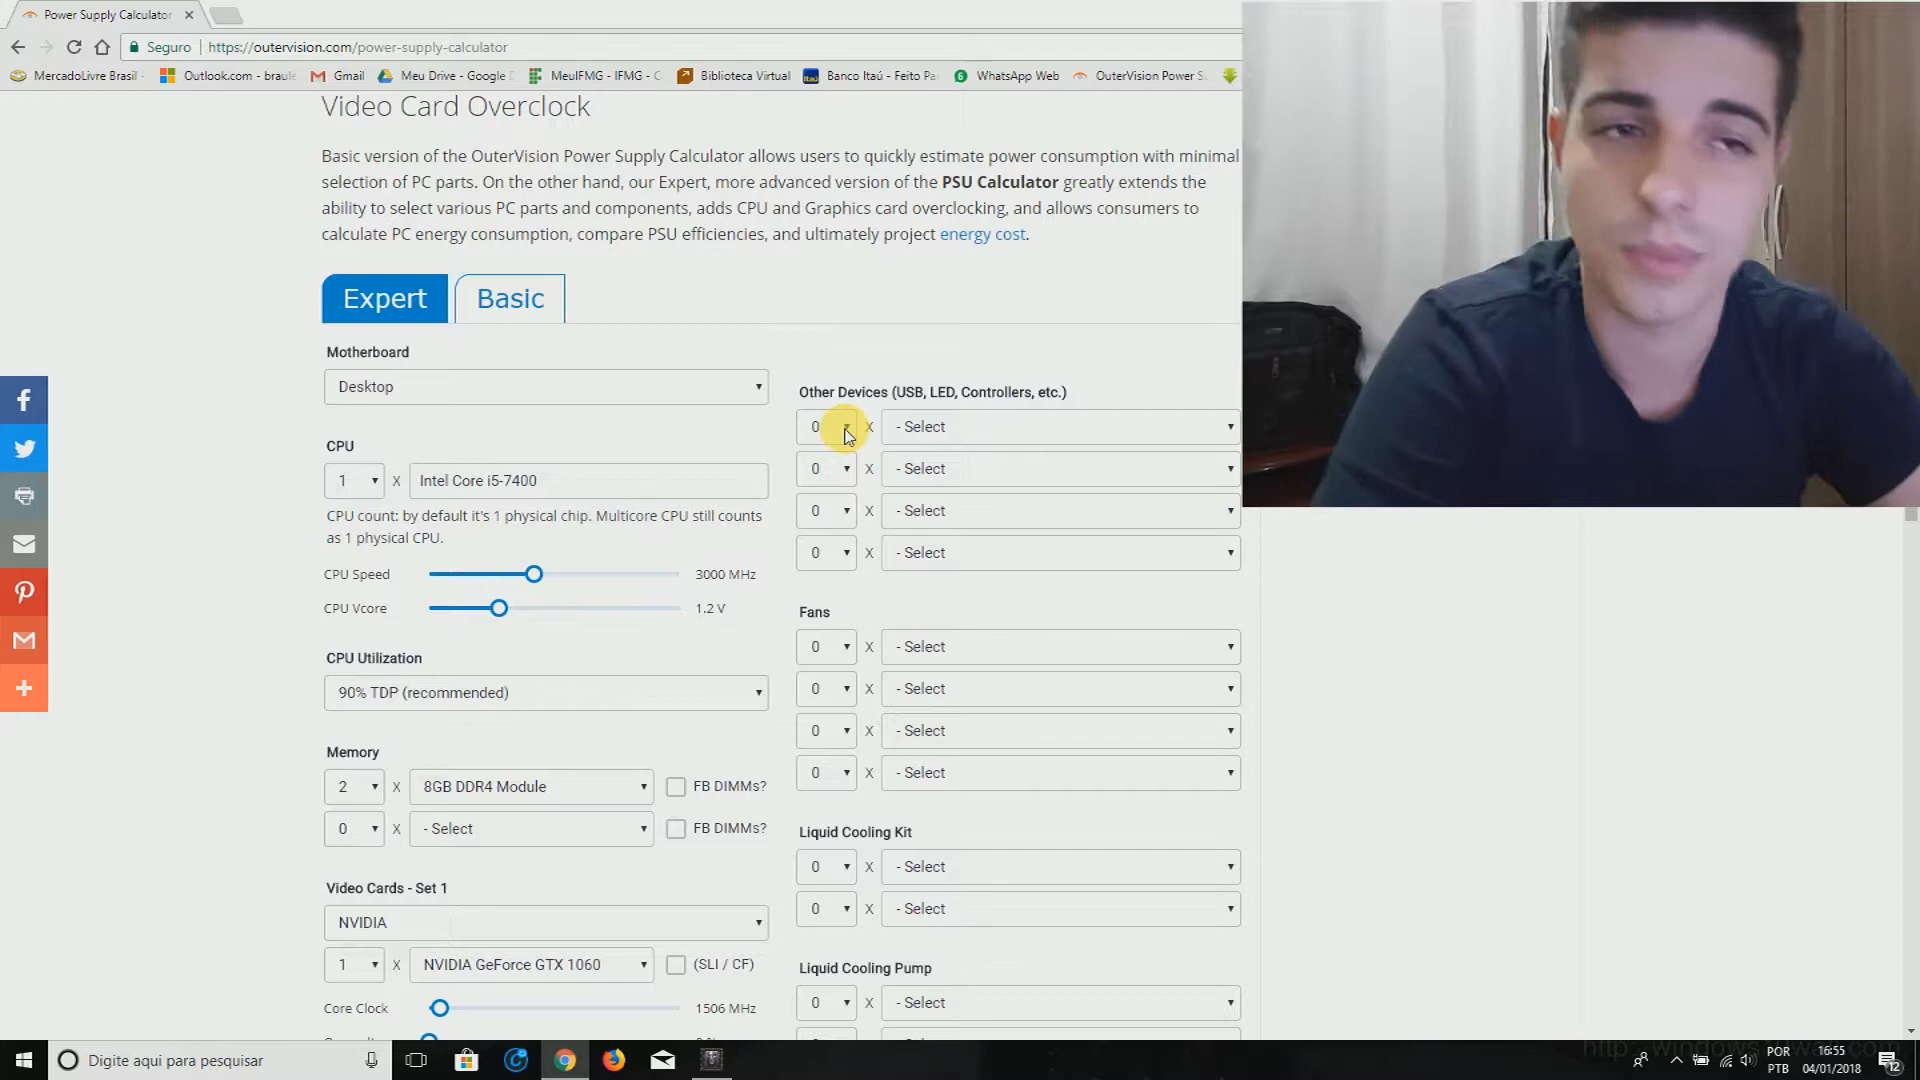 Power Supply Calculator
Seguro | https://outervision.com/power-supply-calculator
MercadoLivre Brasil - Outlook.com - braule Gmail Meu Drive - Google MeuIFMG - IFMG - C Biblioteca Virtual Banco Itaú - Feito Pa WhatsApp Web OuterVision Power S
Video Card Overclock
Basic version of the OuterVision Power Supply Calculator allows users to quickly estimate power consumption with minimal
selection of PC parts. On the other hand, our Expert, more advanced version of the PSU Calculator greatly extends the
ability to select various PC parts and components, adds CPU and Graphics card overclocking, and allows consumers to
calculate PC energy consumption, compare PSU efficiencies, and ultimately project energy cost.
Expert Basic
Motherboard
Desktop
CPU
1 X Intel Core i5-7400
CPU count: by default it's 1 physical chip. Multicore CPU still counts
as 1 physical CPU.
CPU Speed 3000 MHz
CPU Vcore 1.2 V
CPU Utilization
90% TDP (recommended)
Memory
2 X 8GB DDR4 Module FB DIMMs?
0 X - Select FB DIMMs?
Video Cards - Set 1
NVIDIA
1 X NVIDIA GeForce GTX 1060 (SLI / CF)
Core Clock 1506 MHz
Other Devices (USB, LED, Controllers, etc.)
0 X - Select
0 X - Select
0 X - Select
0 X - Select
Fans
0 X - Select
0 X - Select
0 X - Select
0 X - Select
Liquid Cooling Kit
0 X - Select
0 X - Select
Liquid Cooling Pump
0 X - Select
Digite aqui para pesquisar
POR
PTB
16:55
04/01/2018
12